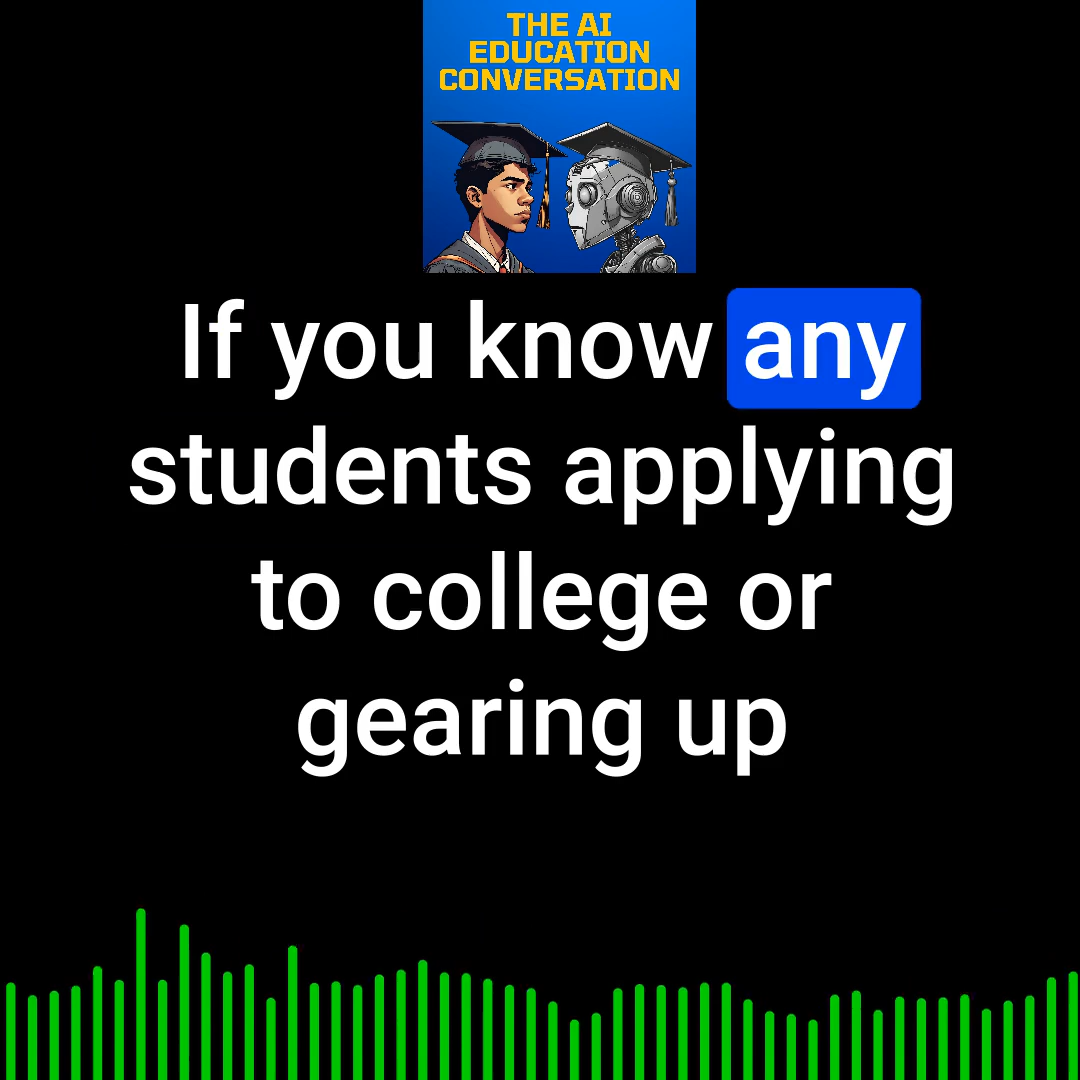 THE AI
EDUCATION
CONVERSATION
If you know any
students applying
to college or
gearing up